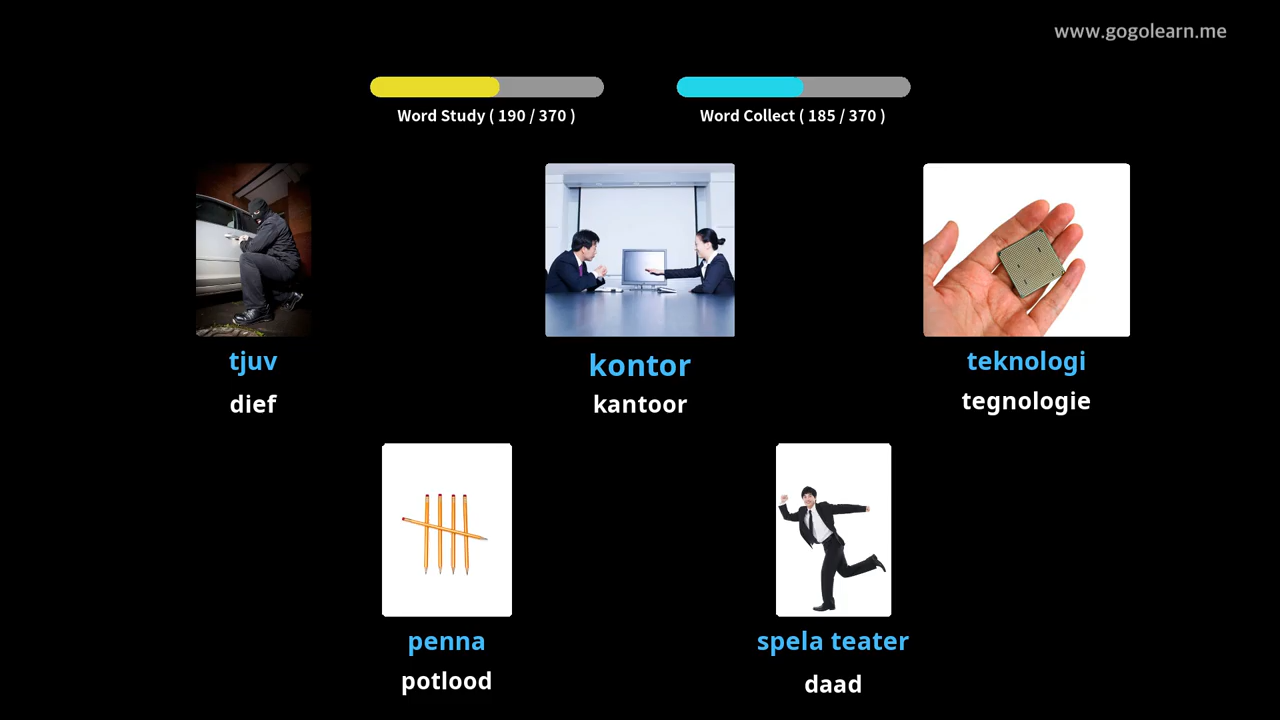 www.gogolearn.me
Word Study ( 190 / 370 )
Word Collect ( 185 / 370 )
tjuv
dief
kontor
kantoor
teknologi
tegnologie
penna
potlood
spela teater
daad